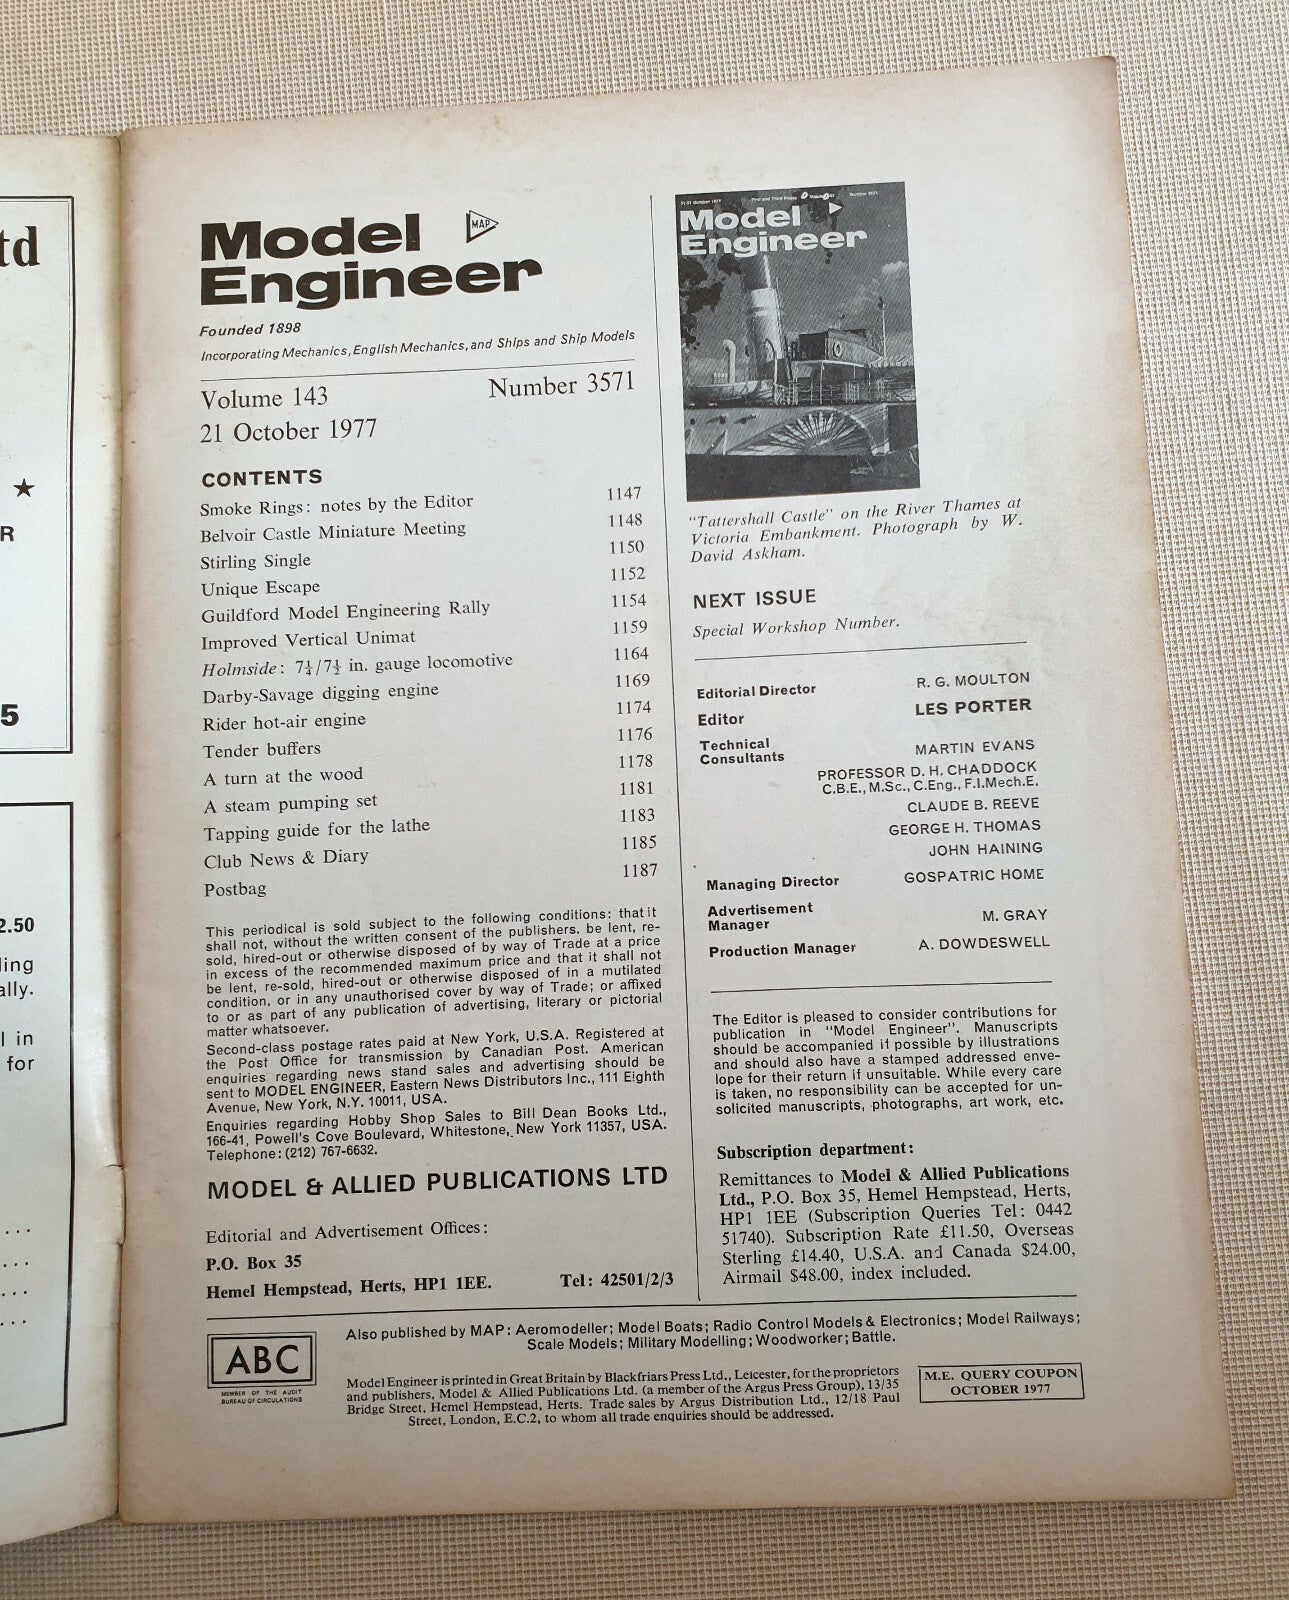 td
★
R
5
2.50
ling
ally.
l in
for
Model
Engineer
MAP
Founded 1898
Incorporating Mechanics, English Mechanics, and Ships and Ship Models
Volume 143 Number 3571
21 October 1977
CONTENTS
Smoke Rings: notes by the Editor 1147
Belvoir Castle Miniature Meeting 1148
Stirling Single 1150
Unique Escape 1152
Guildford Model Engineering Rally 1154
Improved Vertical Unimat 1159
Holmside: 7¼/7½ in. gauge locomotive 1164
Darby-Savage digging engine 1169
Rider hot-air engine 1174
Tender buffers 1176
A turn at the wood 1178
A steam pumping set 1181
Tapping guide for the lathe 1183
Club News & Diary 1185
Postbag 1187
This periodical is sold subject to the following conditions: that it
shall not, without the written consent of the publishers. be lent, re-
sold, hired-out or otherwise disposed of by way of Trade at a price
in excess of the recommended maximum price and that it shall not
be lent, re-sold, hired-out or otherwise disposed of in a mutilated
condition, or in any unauthorised cover by way of Trade; or affixed
to or as part of any publication of advertising, literary or pictorial
matter whatsoever.
Second-class postage rates paid at New York, U.S.A. Registered at
the Post Office for transmission by Canadian Post. American
enquiries regarding news stand sales and advertising should be
sent to MODEL ENGINEER, Eastern News Distributors Inc., 111 Eighth
Avenue, New York, N.Y. 10011, USA.
Enquiries regarding Hobby Shop Sales to Bill Dean Books Ltd.,
166-41, Powell's Cove Boulevard, Whitestone, New York 11357, USA.
Telephone: (212) 767-6632.
MODEL & ALLIED PUBLICATIONS LTD
Editorial and Advertisement Offices:
P.O. Box 35
Hemel Hempstead, Herts, HP1 1EE. Tel: 42501/2/3
Model
Engineer
"Tattershall Castle" on the River Thames at
Victoria Embankment. Photograph by W.
David Askham.
NEXT ISSUE
Special Workshop Number.
Editorial Director R. G. MOULTON
Editor LES PORTER
Technical
Consultants MARTIN EVANS
PROFESSOR D. H. CHADDOCK
C.B.E., M.Sc., C.Eng., F.I.Mech.E.
CLAUDE B. REEVE
GEORGE H. THOMAS
JOHN HAINING
Managing Director GOSPATRIC HOME
Advertisement
Manager M. GRAY
Production Manager A. DOWDESWELL
The Editor is pleased to consider contributions for
publication in "Model Engineer". Manuscripts
should be accompanied if possible by illustrations
and should also have a stamped addressed enve-
lope for their return if unsuitable. While every care
is taken, no responsibility can be accepted for un-
solicited manuscripts, photographs, art work, etc.
Subscription department:
Remittances to Model & Allied Publications
Ltd., P.O. Box 35, Hemel Hempstead, Herts,
HP1 1EE (Subscription Queries Tel: 0442
51740). Subscription Rate £11.50, Overseas
Sterling £14.40, U.S.A. and Canada $24.00,
Airmail $48.00, index included.
ABC
MEMBER OF THE AUDIT
BUREAU OF CIRCULATIONS
Also published by MAP: Aeromodeller; Model Boats; Radio Control Models & Electronics; Model Railways;
Scale Models; Military Modelling; Woodworker; Battle.
Model Engineer is printed in Great Britain by Blackfriars Press Ltd., Leicester, for the proprietors
and publishers, Model & Allied Publications Ltd. (a member of the Argus Press Group), 13/35
Bridge Street, Hemel Hempstead, Herts. Trade sales by Argus Distribution Ltd., 12/18 Paul
Street, London, E.C.2, to whom all trade enquiries should be addressed.
M.E. QUERY COUPON
OCTOBER 1977